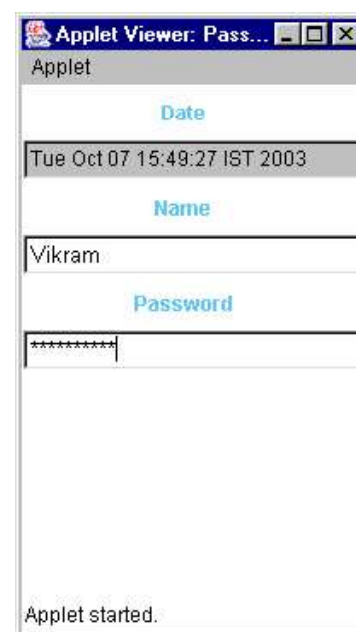 Applet Viewer: Pass...
Applet
Date
Tue Oct 07 15:49:27 IST 2003
Name
Vikram
Password
**********
Applet started.